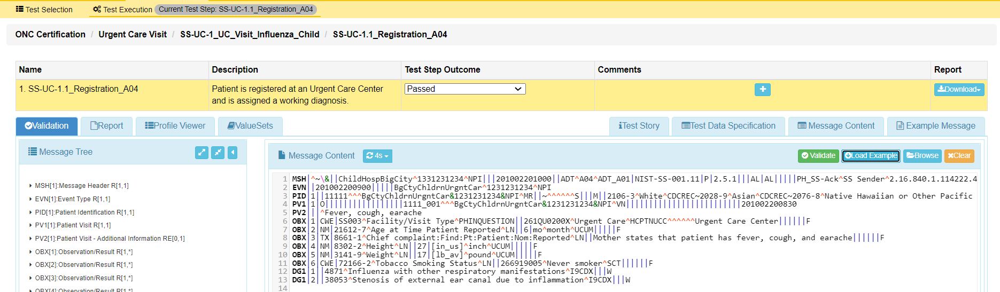 Test Selection
Test Execution Current Test Step: SS-UC-1.1_Registration_A04
ONC Certification / Urgent Care Visit / SS-UC-1_UC_Visit_Influenza_Child / SS-UC-1.1_Registration_A04
Name Description Test Step Outcome Comments Report
1. SS-UC-1.1_Registration_A04 Patient is registered at an Urgent Care Center and is assigned a working diagnosis. Passed Download
Validation Report Profile Viewer ValueSets Test Story Test Data Specification Message Content Example Message
Message Tree
MSH[1]:Message Header R[1,1]
EVN[1]:Event Type R[1,1]
PID[1]:Patient Identification R[1,1]
PV1[1]:Patient Visit R[1,1]
PV2[1]:Patient Visit - Additional Information RE[0,1]
OBX[1]:Observation/Result R[1,*]
OBX[2]:Observation/Result R[1,*]
OBX[3]:Observation/Result R[1,*]
OBX[4]:Observation/Result R[1,*]
Message Content 4s Validate Load Example Browse Clear
1 MSH|^~\&||ChildHospBigCity^1331231234^NPI|||201002201000||ADT^A04^ADT_A01|NIST-SS-001.11|P|2.5.1|||AL|AL|||||PH_SS-Ack^SS Sender^2.16.840.1.114222.4
2 EVN||201002200900|||||BgCtyChldrnUrgntCar^1231231234^NPI
3 PID|1||11111^^^BgCtyChldrnUrgntCar&1231231234&NPI^MR||~^^^^^^S|||M||2106-3^White^CDCREC~2028-9^Asian^CDCREC~2076-8^Native Hawaiian or Other Pacific
4 PV1|1|O|||||||||||||||||1111_001^^^BgCtyChldrnUrgntCar&1231231234&NPI^VN|||||||||||||||||||||||||201002200830
5 PV2|||^Fever, cough, earache
6 OBX|1|CWE|SS003^Facility/Visit Type^PHINQUESTION||261QU0200X^Urgent Care^HCPTNUCC^^^^^^Urgent Care Center||||||F
7 OBX|2|NM|21612-7^Age at Time Patient Reported^LN||6|mo^month^UCUM|||||F
8 OBX|3|TX|8661-1^Chief complaint:Find:Pt:Patient:Nom:Reported^LN||Mother states that patient has fever, cough, and earache||||||F
9 OBX|4|NM|8302-2^Height^LN||27|[in_us]^inch^UCUM|||||F
10 OBX|5|NM|3141-9^Weight^LN||17|[lb_av]^pound^UCUM|||||F
11 OBX|6|CWE|72166-2^Tobacco Smoking Status^LN||266919005^Never smoker^SCT||||||F
12 DG1|1||4871^Influenza with other respiratory manifestations^I9CDX|||W
13 DG1|2||38053^Stenosis of external ear canal due to inflammation^I9CDX|||W
14